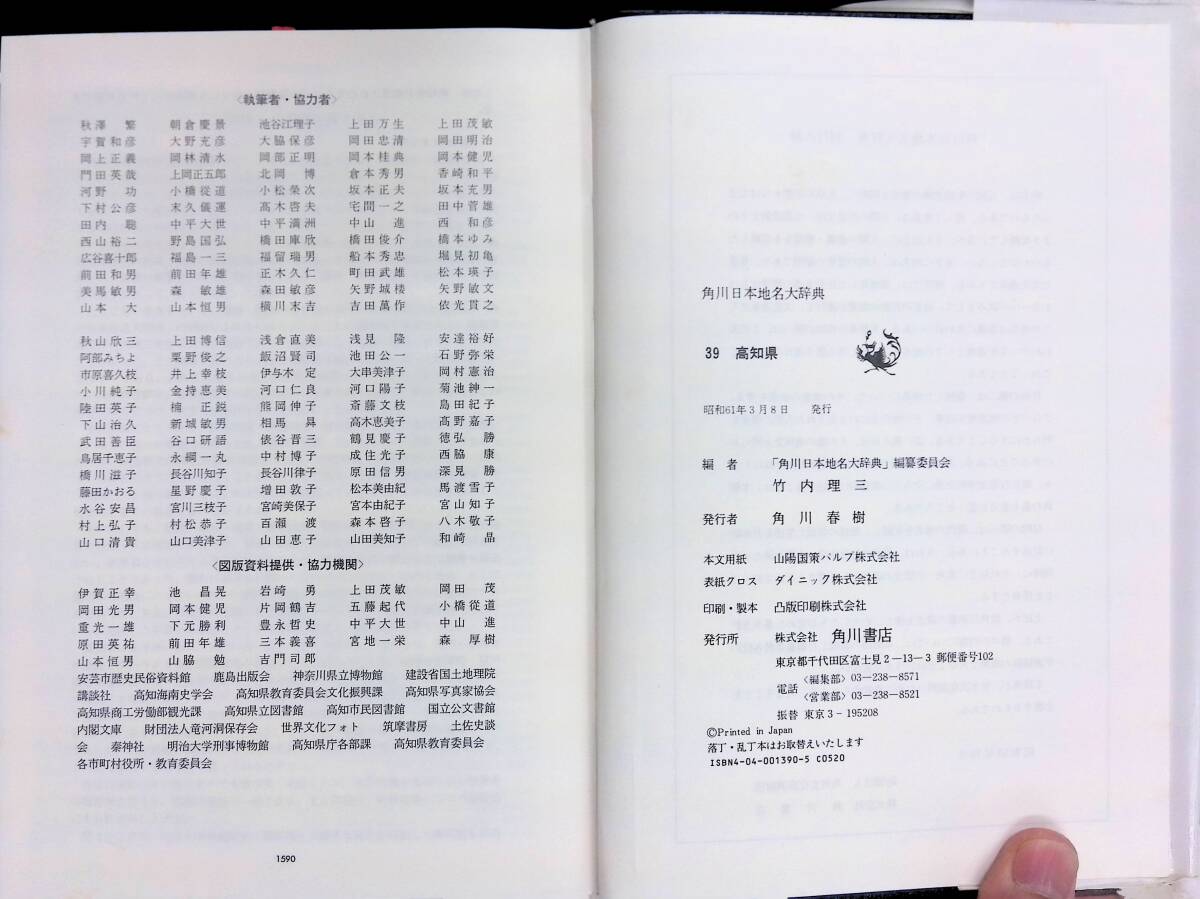 〈執筆者・協力者〉
秋澤　繁　朝倉慶景　池谷江理子　上田万生　上田茂敏
宇賀和彦　大野充彦　大脇保彦　岡田忠清　岡田明治
岡上正義　岡林清水　岡部正明　岡本桂典　岡本健児
門田英哉　上岡正五郎　北岡　博　倉本秀男　香崎和平
河野　功　小橋従道　小松榮次　坂本正夫　坂本充男
下村公彦　末久儀運　高木啓夫　宅間一之　田中菅雄
田内　聡　中平大世　中平満洲　中山　進　西　和彦
西山裕二　野島国弘　橋田庫欣　橋田俊介　橋本ゆみ
広谷喜十郎　福島一三　福留瑞男　船本秀忠　堀見初亀
前田和男　前田年雄　正木久仁　町田武雄　松本瑛子
美馬敏男　森　敏雄　森田敏彦　矢野城楼　矢野敏文
山本　大　山本恒男　横川末吉　吉田萬作　依光貫之
秋山欣三　上田博信　浅倉直美　浅見　隆　安達裕好
阿部みちよ　粟野俊之　飯沼賢司　池田公一　石野弥栄
市原喜久枝　井上幸枝　伊与木定　大串美津子　岡村憲治
小川純子　金持恵美　河口仁良　河口陽子　菊池紳一
陸田英子　楠　正鋭　熊岡伸子　斎藤文枝　島田紀子
下山治久　新城敏男　相馬　昻　高木恵美子　高野嘉子
武田善臣　谷口研語　俵谷晋三　鶴見慶子　徳弘　勝
鳥居千恵子　永綱一丸　中村博子　成住光子　西脇　康
橋川滋子　長谷川知子　長谷川律子　原田信男　深見　勝
藤田かおる　星野慶子　増田敦子　松本美由紀　馬渡雪子
水谷安昌　宮川三枝子　宮崎美保子　宮本由紀子　宮山知子
村上弘子　村松恭子　百瀬　渡　森本啓子　八木敬子
山口清貴　山口美津子　山田恵子　山田美知子　和崎　晶
〈図版資料提供・協力機関〉
伊賀正幸　池　昌晃　岩崎　勇　上田茂敏　岡田　茂
岡田光男　岡本健児　片岡鶴吉　五藤起代　小橋従道
重光一雄　下元勝利　豊永哲史　中平大世　中山　進
原田英祐　前田年雄　三本義喜　宮地一栄　森　厚樹
山本恒男　山脇　勉　吉門司郎
安芸市歴史民俗資料館　鹿島出版会　神奈川県立博物館　建設省国土地理院
講談社　高知海南史学会　高知県教育委員会文化振興課　高知県写真家協会
高知県商工労働部観光課　高知県立図書館　高知市民図書館　国立公文書館
内閣文庫　財団法人竜河洞保存会　世界文化フォト　筑摩書房　土佐史談
会　秦神社　明治大学刑事博物館　高知県庁各部課　高知県教育委員会
各市町村役所・教育委員会
1590
角川日本地名大辞典
39　高知県
昭和61年3月8日　発行
編　者　「角川日本地名大辞典」編纂委員会
竹内理三
発行者　角川春樹
本文用紙　山陽国策パルプ株式会社
表紙クロス　ダイニック株式会社
印刷・製本　凸版印刷株式会社
発行所　株式会社 角川書店
東京都千代田区富士見2－13－3 郵便番号102
電話　〈編集部〉03－238－8571
〈営業部〉03－238－8521
振替 東京3－195208
©Printed in Japan
落丁・乱丁本はお取替えいたします
ISBN4-04-001390-5 C0520